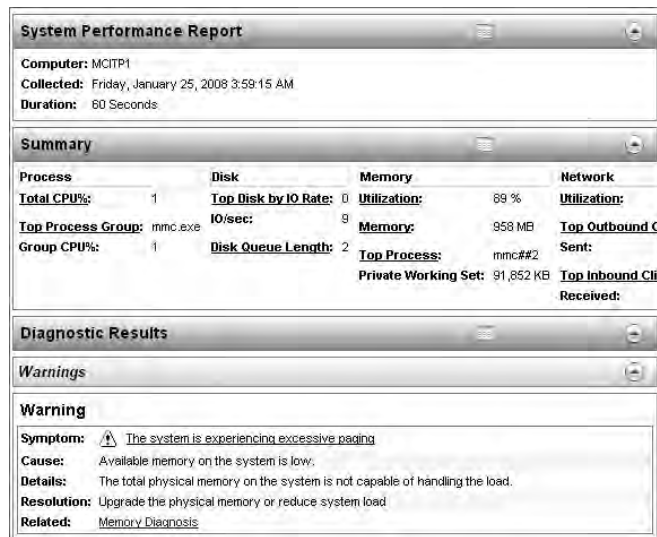 System Performance Report
Computer: MCITP1
Collected: Friday, January 25, 2008 3:59:15 AM
Duration: 60 Seconds
Summary
Process Disk Memory Network
Total CPU%: 1 Top Disk by IO Rate: 0 Utilization: 89 % Utilization:
Top Process Group: mmc.exe IO/sec: 9 Memory: 958 MB Top Outbound C
Group CPU%: 1 Disk Queue Length: 2 Top Process: mmc##2 Sent:
Private Working Set: 91,852 KB Top Inbound Cli
Received:
Diagnostic Results
Warnings
Warning
Symptom: The system is experiencing excessive paging
Cause: Available memory on the system is low.
Details: The total physical memory on the system is not capable of handling the load.
Resolution: Upgrade the physical memory or reduce system load
Related: Memory Diagnosis